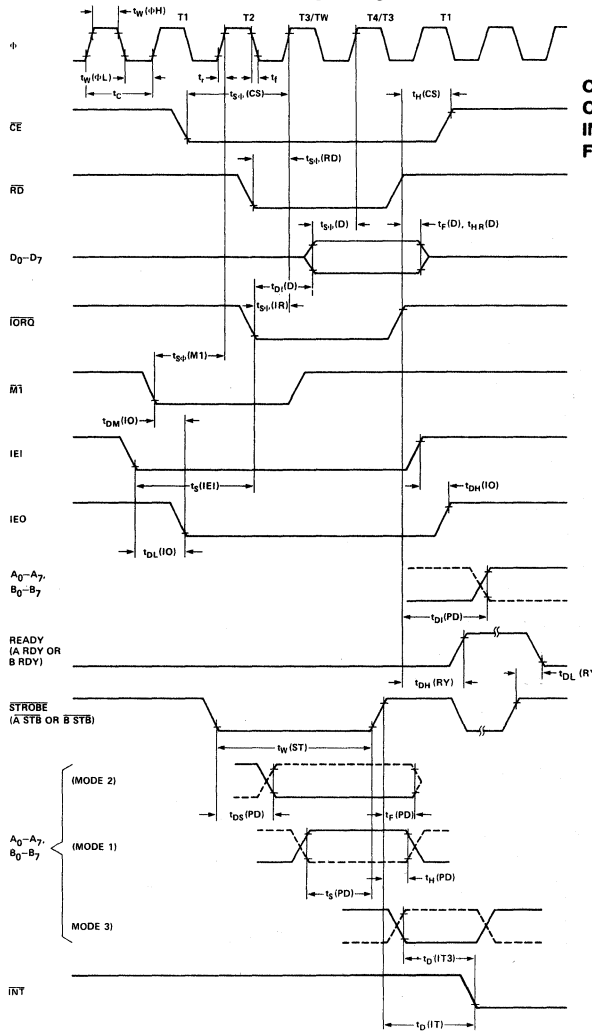 tW(ΦH)
T1 T2 T3/TW T4/T3 T1
Φ
tW(ΦL) tr tf
tC
tSΦ(CS) tH(CS)
C
C
IN
F
CE
tSΦ(RD)
RD
tSΦ(D) tF(D), tHR(D)
D0–D7
tDI(D)
tSΦ(IR)
IORQ
tSΦ(M1)
M1
tDM(IO)
IEI
tS(IEI) tDH(IO)
IEO
tDL(IO)
A0–A7,
B0–B7
tDI(PD)
READY
(A RDY OR
B RDY)
tDH(RY) tDL(RY
STROBE
(A STB OR B STB)
tW(ST)
(MODE 2)
tDS(PD) tF(PD)
A0–A7,
B0–B7
(MODE 1)
tH(PD)
tS(PD)
MODE 3)
tD(IT3)
INT
tD(IT)